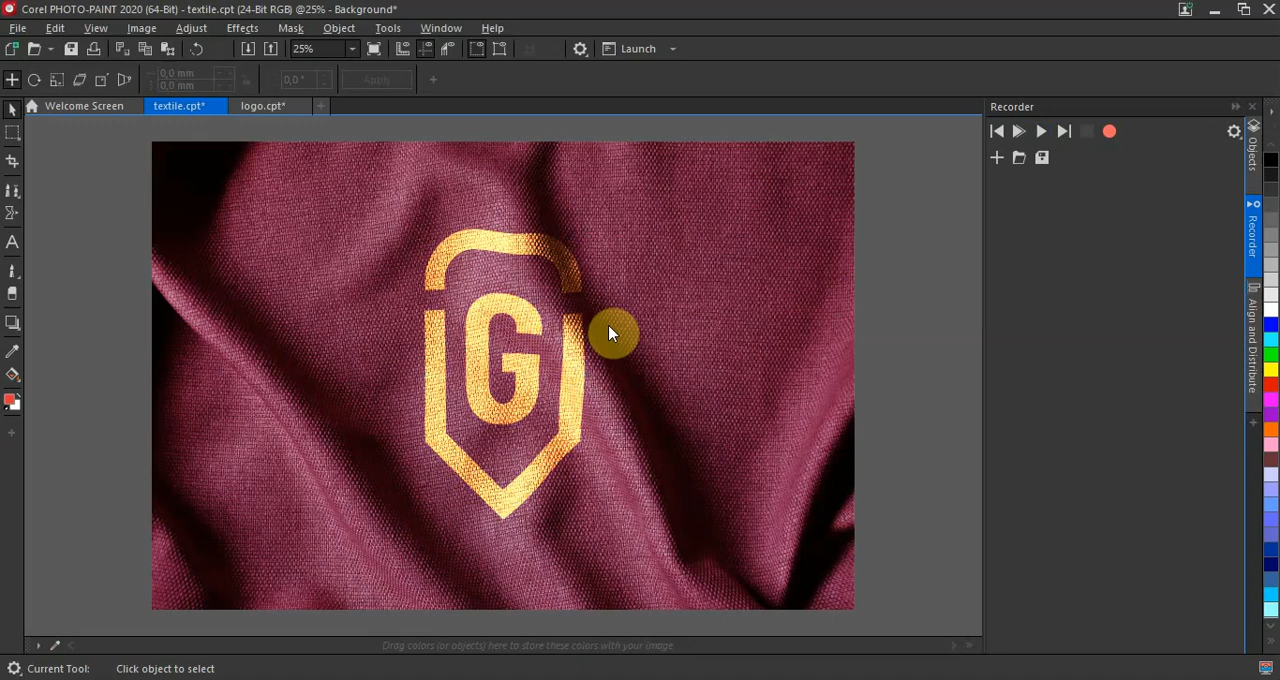 Corel PHOTO-PAINT 2020 (64-Bit) - textile.cpt (24-Bit RGB) @25% - Background*
File Edit View Image Adjust Effects Mask Object Tools Window Help
25% Launch
0,0 mm
0,0 mm
0,0 °
Apply
Welcome Screen textile.cpt* logo.cpt*
Recorder
Objects
Recorder
Align and Distribute
G
Drag colors (or objects) here to store these colors with your image
Current Tool: Click object to select